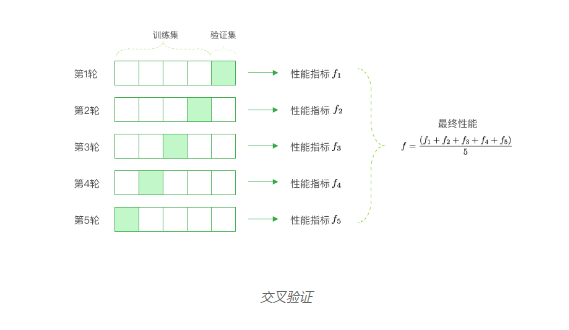 训练集 验证集
第1轮 性能指标 f₁
第2轮 性能指标 f₂
最终性能
第3轮 性能指标 f₃
f = (f₁ + f₂ + f₃ + f₄ + f₅) / 5
第4轮 性能指标 f₄
第5轮 性能指标 f₅
交叉验证